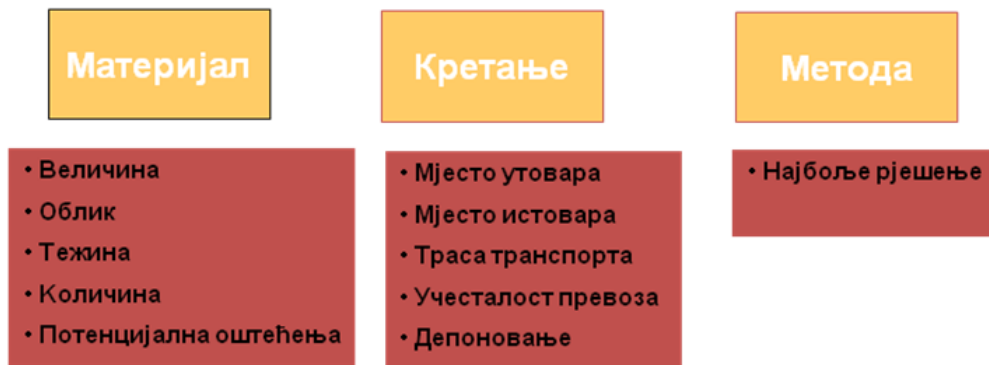 Материјал
• Величина
• Облик
• Тежина
• Количина
• Потенцијална оштећења
Кретање
• Мјесто утовара
• Мјесто истовара
• Траса транспорта
• Учесталост превоза
• Депоновање
Метода
• Најбоље рјешење